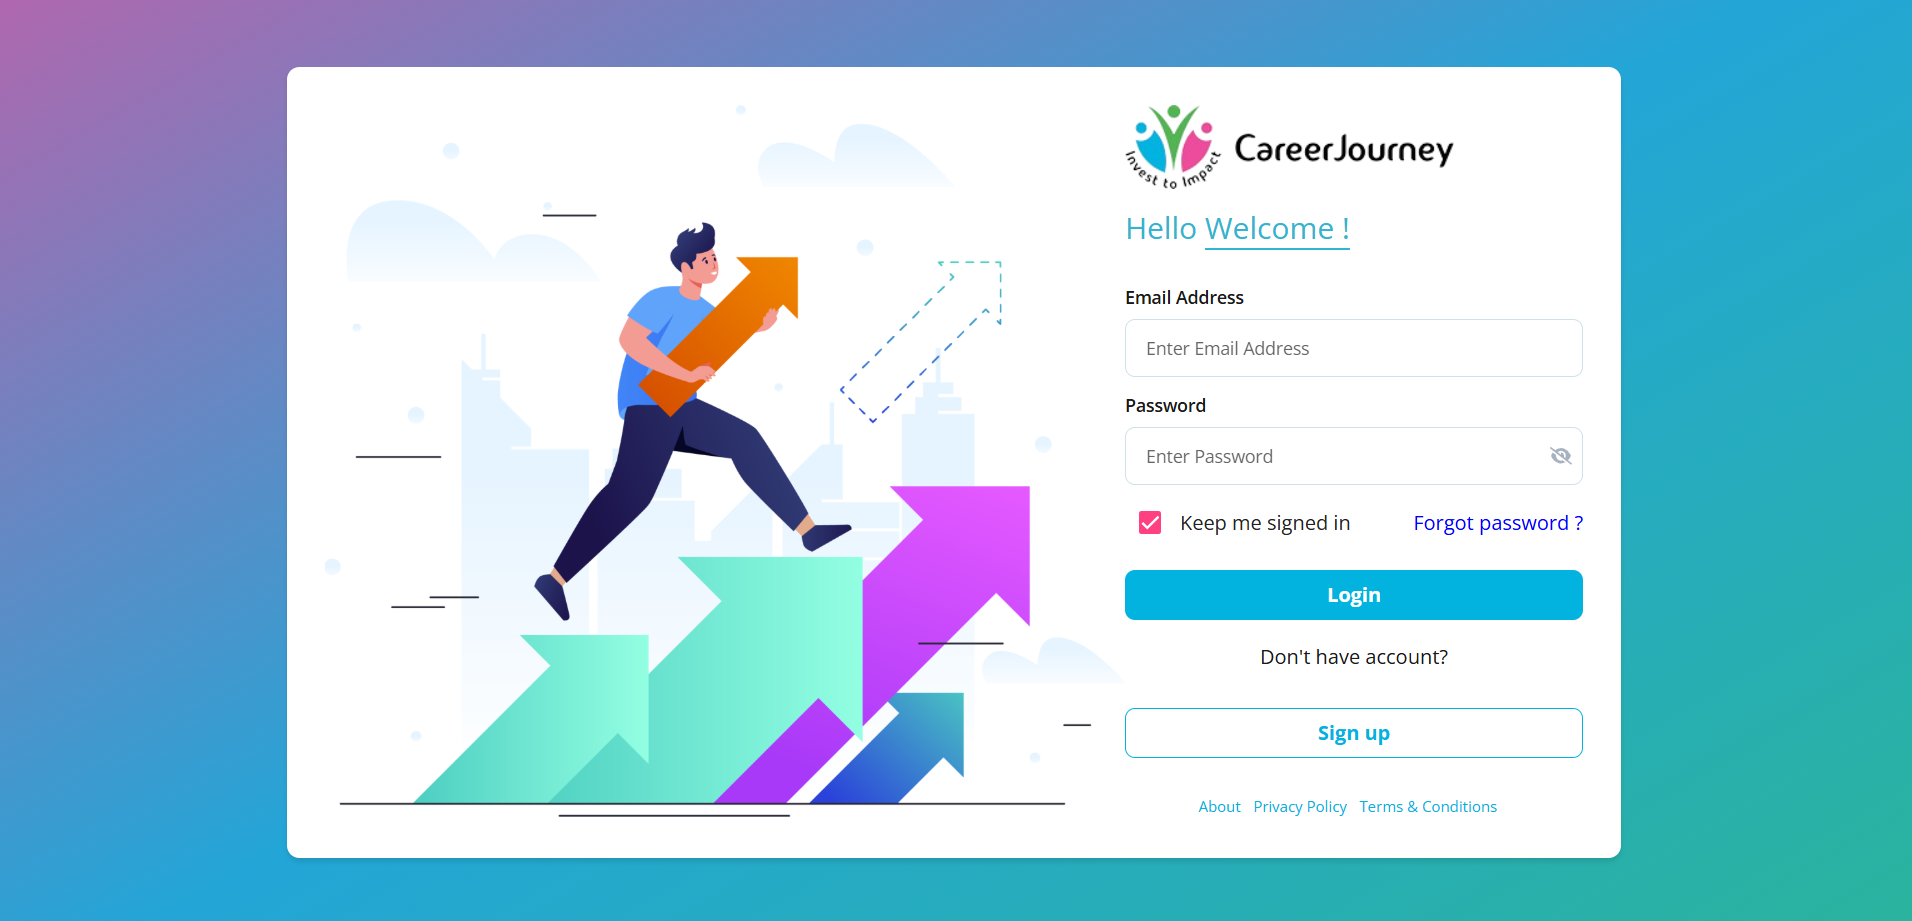 CareerJourney
Invest to Impact
Hello Welcome !
Email Address
Enter Email Address
Password
Enter Password
Keep me signed in Forgot password ?
Login
Don't have account?
Sign up
About Privacy Policy Terms & Conditions